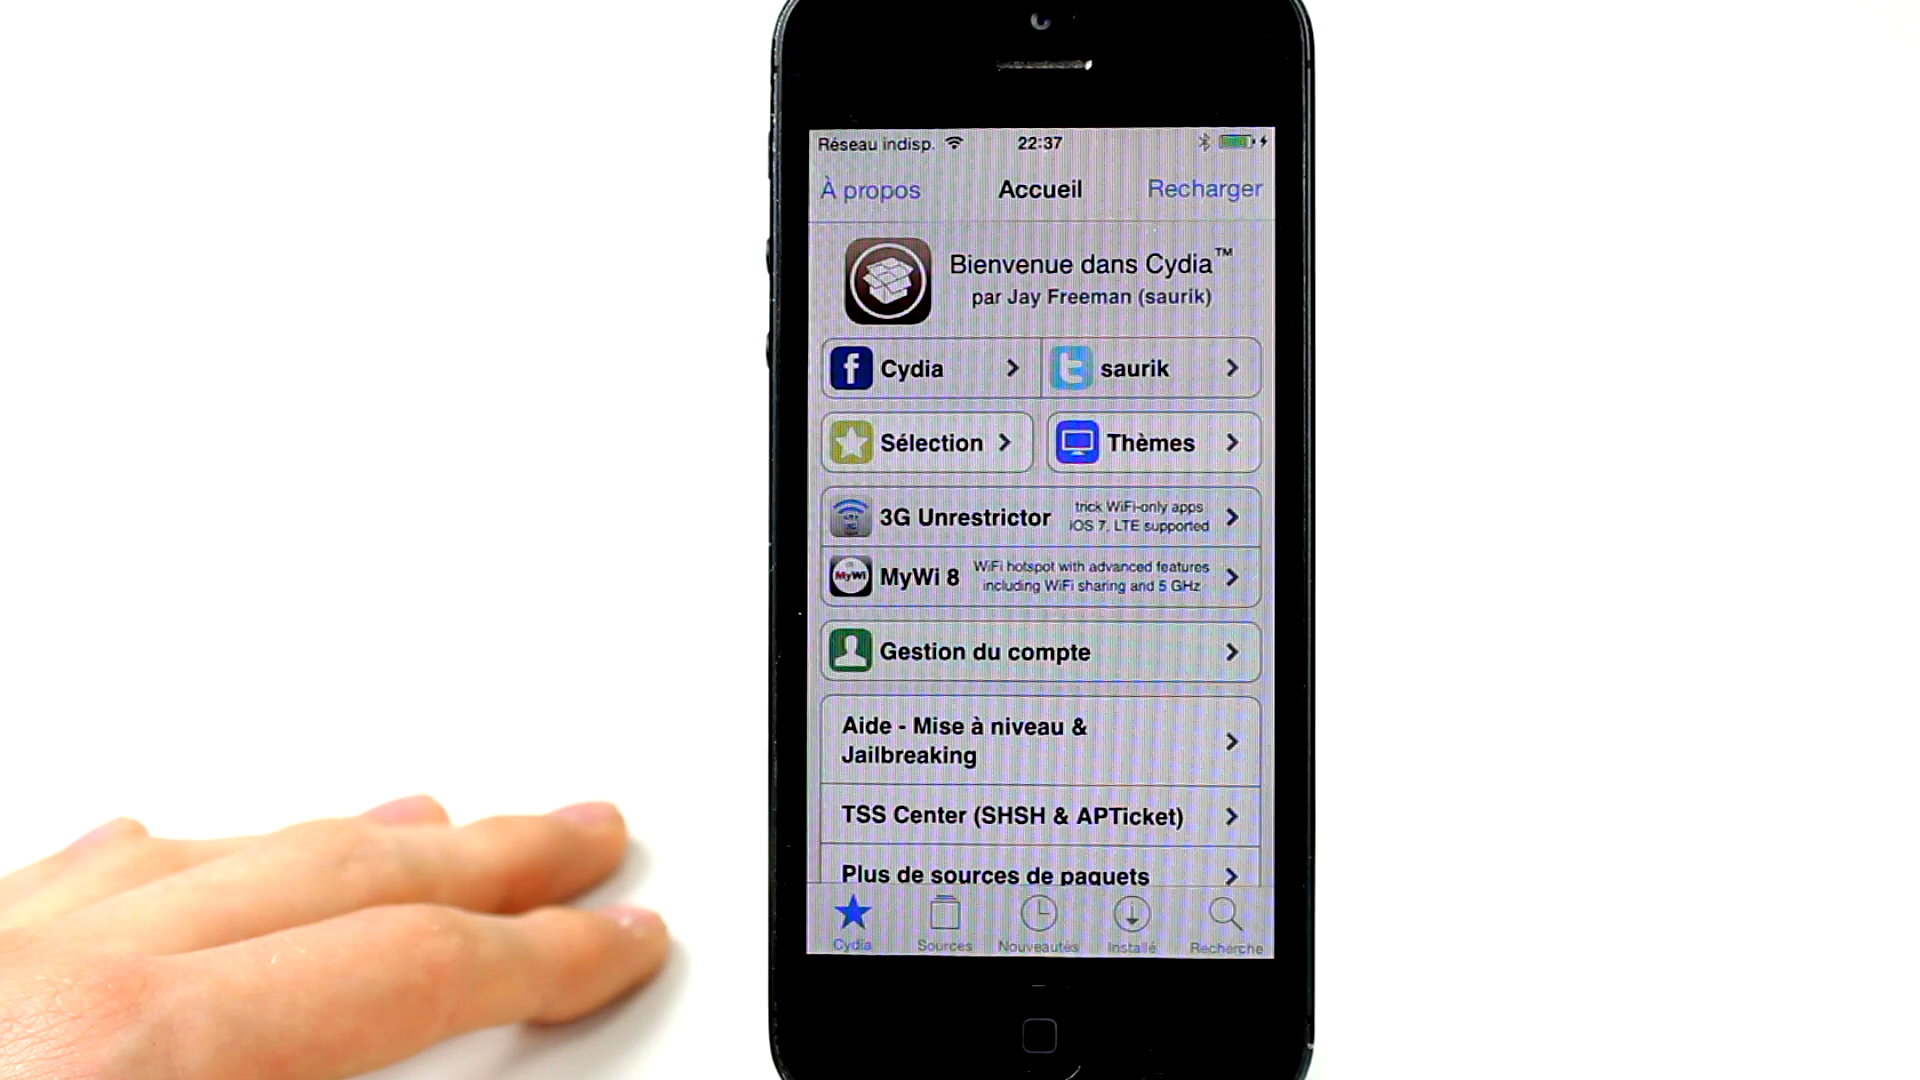 Réseau indisp. 22:37
À propos Accueil Recharger
Bienvenue dans Cydia™
par Jay Freeman (saurik)
Cydia saurik
Sélection Thèmes
3G Unrestrictor trick WiFi-only apps
iOS 7, LTE supported
MyWi MyWi 8 WiFi hotspot with advanced features
including WiFi sharing and 5 GHz
Gestion du compte
Aide - Mise à niveau &
Jailbreaking
TSS Center (SHSH & APTicket)
Plus de sources de paquets
Cydia Sources Nouveautés Installé Recherche